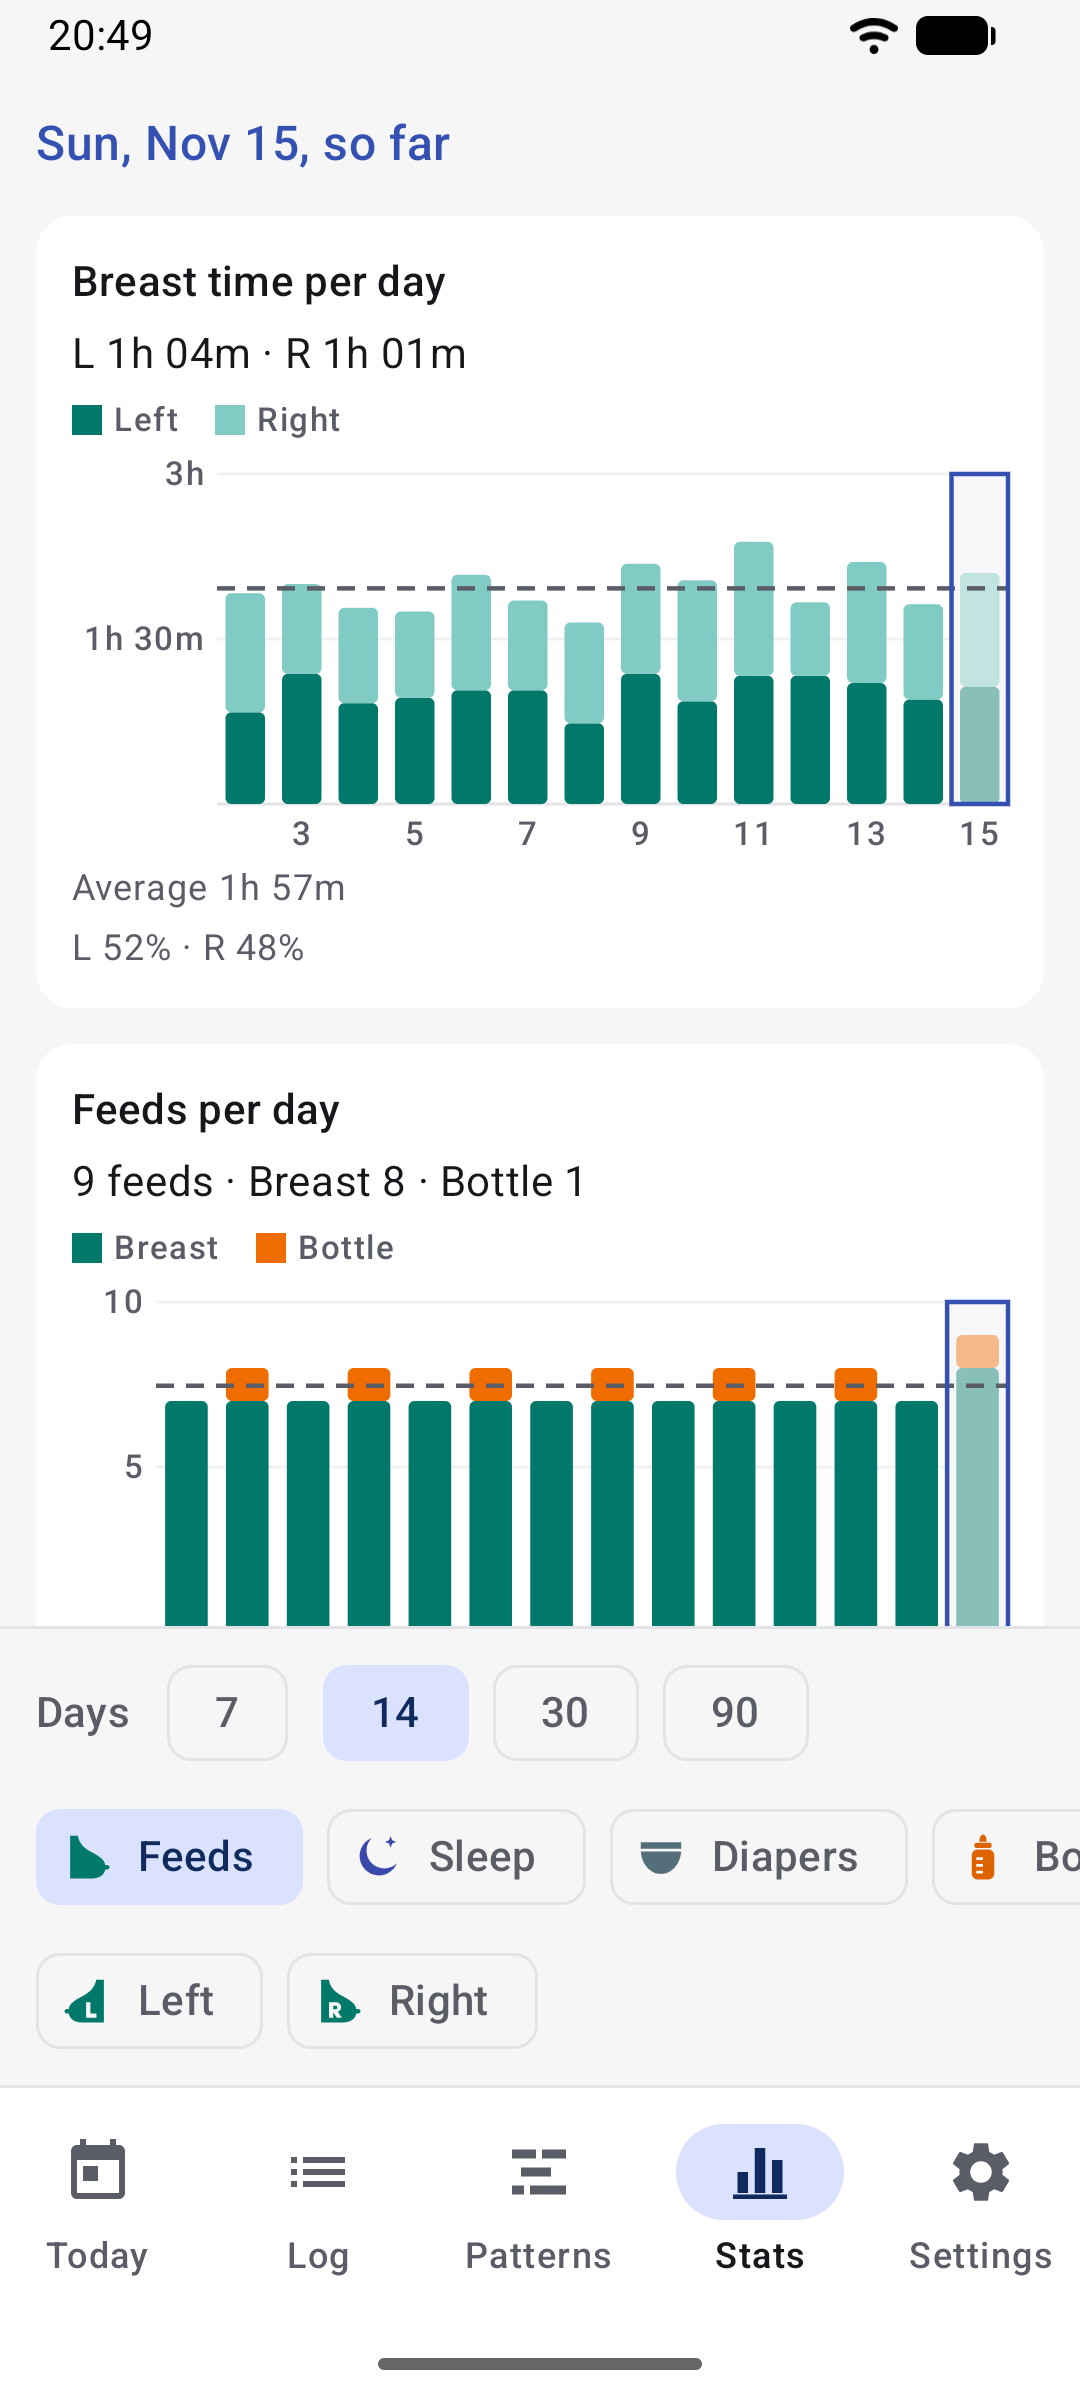 20:49
Sun, Nov 15, so far
Breast time per day
L 1h 04m · R 1h 01m
Left Right
3h
1h 30m
3 5 7 9 11 13 15
Average 1h 57m
L 52% · R 48%
Feeds per day
9 feeds · Breast 8 · Bottle 1
Breast Bottle
10
5
Days 7 14 30 90
Feeds Sleep Diapers Bo
L Left R Right
Today Log Patterns Stats Settings